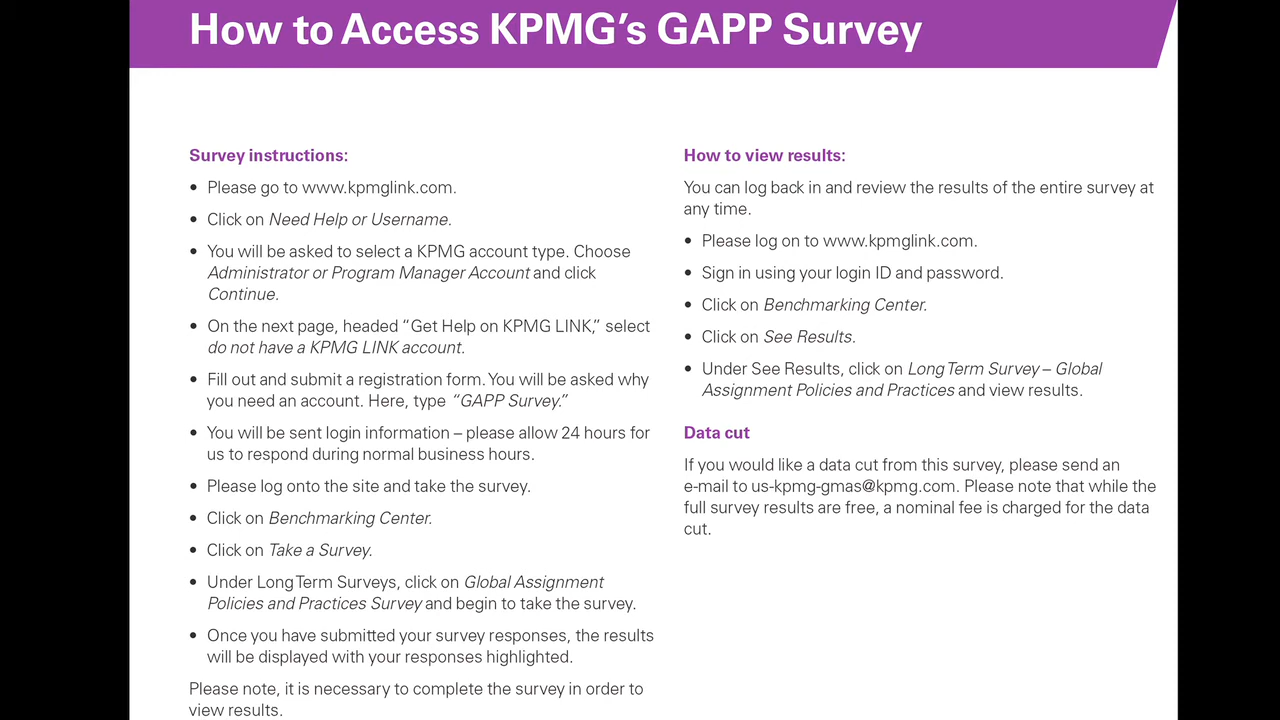 How to Access KPMG’s GAPP Survey
Survey instructions:
• Please go to www.kpmglink.com.
• Click on Need Help or Username.
• You will be asked to select a KPMG account type. Choose
Administrator or Program Manager Account and click
Continue.
• On the next page, headed “Get Help on KPMG LINK,” select
do not have a KPMG LINK account.
• Fill out and submit a registration form. You will be asked why
you need an account. Here, type “GAPP Survey.”
• You will be sent login information – please allow 24 hours for
us to respond during normal business hours.
• Please log onto the site and take the survey.
• Click on Benchmarking Center.
• Click on Take a Survey.
• Under Long Term Surveys, click on Global Assignment
Policies and Practices Survey and begin to take the survey.
• Once you have submitted your survey responses, the results
will be displayed with your responses highlighted.
Please note, it is necessary to complete the survey in order to
view results.
How to view results:
You can log back in and review the results of the entire survey at
any time.
• Please log on to www.kpmglink.com.
• Sign in using your login ID and password.
• Click on Benchmarking Center.
• Click on See Results.
• Under See Results, click on Long Term Survey – Global
Assignment Policies and Practices and view results.
Data cut
If you would like a data cut from this survey, please send an
e-mail to us-kpmg-gmas@kpmg.com. Please note that while the
full survey results are free, a nominal fee is charged for the data
cut.